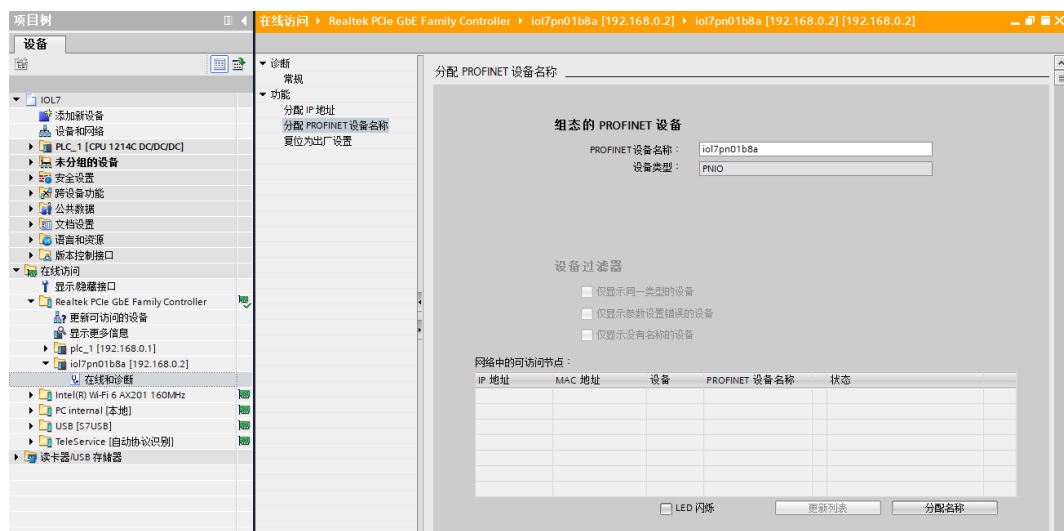 项目树
在线访问 ▸ Realtek PCIe GbE Family Controller ▸ iol7pn01b8a [192.168.0.2] ▸ iol7pn01b8a [192.168.0.2] [192.168.0.2]
设备
IOL7
添加新设备
设备和网络
PLC_1 [CPU 1214C DC/DC/DC]
未分组的设备
安全设置
跨设备功能
公共数据
文档设置
语言和资源
版本控制接口
在线访问
显示/隐藏接口
Realtek PCIe GbE Family Controller
更新可访问的设备
显示更多信息
plc_1 [192.168.0.1]
iol7pn01b8a [192.168.0.2]
在线和诊断
Intel(R) Wi-Fi 6 AX201 160MHz
PC internal [本地]
USB [S7USB]
TeleService [自动协议识别]
读卡器/USB 存储器
诊断
常规
功能
分配 IP 地址
分配 PROFINET 设备名称
复位为出厂设置
分配 PROFINET 设备名称
组态的 PROFINET 设备
PROFINET设备名称： iol7pn01b8a
设备类型： PNIO
设备过滤器
仅显示同一类型的设备
仅显示参数设置错误的设备
仅显示没有名称的设备
网络中的可访问节点：
IP 地址 MAC 地址 设备 PROFINET 设备名称 状态
LED 闪烁 更新列表 分配名称